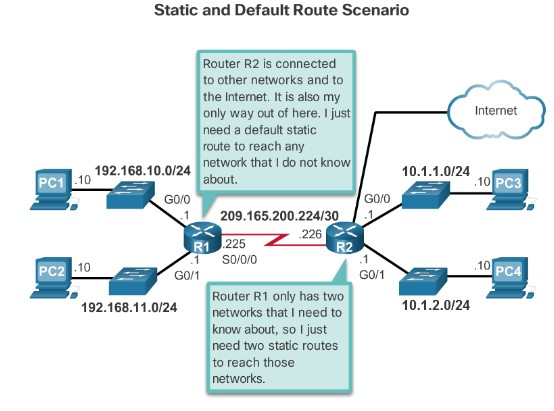 Static and Default Route Scenario
Router R2 is connected
to other networks and to
the Internet. It is also my
only way out of here. I just
need a default static
route to reach any
network that I do not know
about.
Internet
192.168.10.0/24
10.1.1.0/24
PC1
.10
G0/0
.1
209.165.200.224/30
G0/0
.1
.10
PC3
R1
.225
S0/0/0
.226
R2
PC2
.10
.1
G0/1
192.168.11.0/24
.1
G0/1
.10
PC4
10.1.2.0/24
Router R1 only has two
networks that I need to
know about, so I just
need two static routes
to reach those
networks.